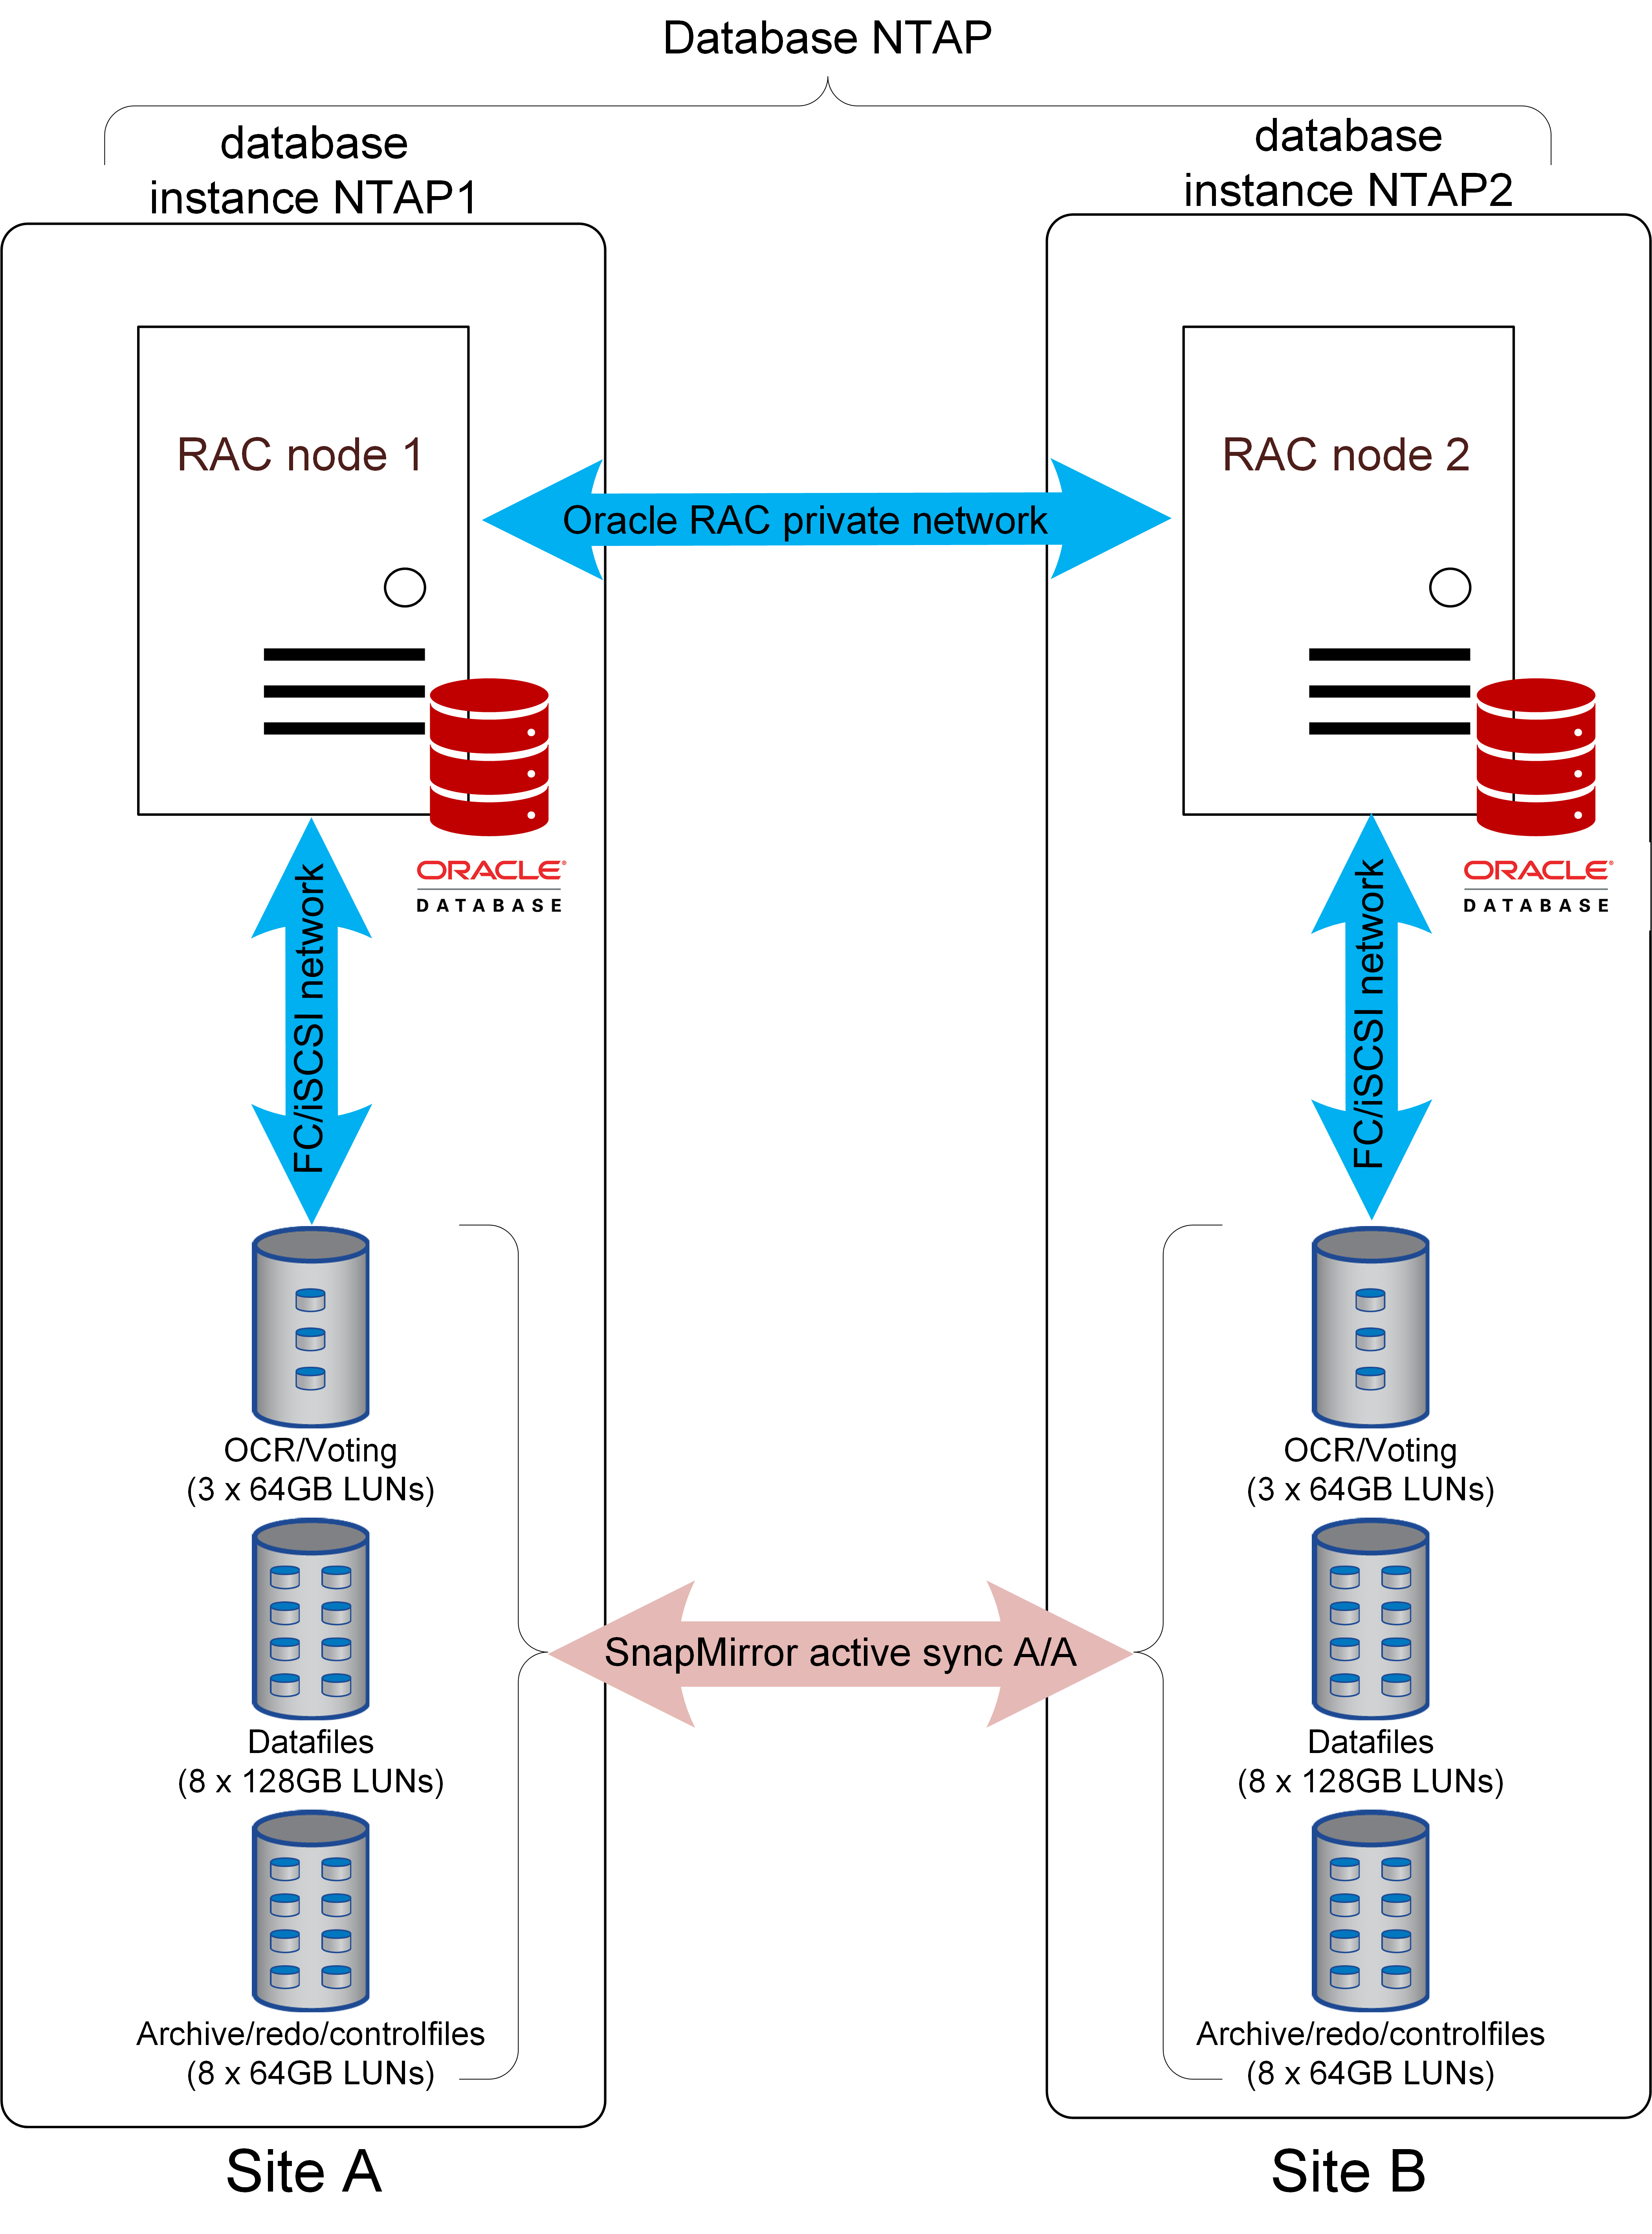 Database NTAP
database
instance NTAP1
database
instance NTAP2
RAC node 1
RAC node 2
Oracle RAC private network
ORACLE®
DATABASE
ORACLE®
DATABASE
FC/iSCSI network
FC/iSCSI network
OCR/Voting
(3 x 64GB LUNs)
OCR/Voting
(3 x 64GB LUNs)
SnapMirror active sync A/A
Datafiles
(8 x 128GB LUNs)
Datafiles
(8 x 128GB LUNs)
Archive/redo/controlfiles
(8 x 64GB LUNs)
Archive/redo/controlfiles
(8 x 64GB LUNs)
Site A
Site B